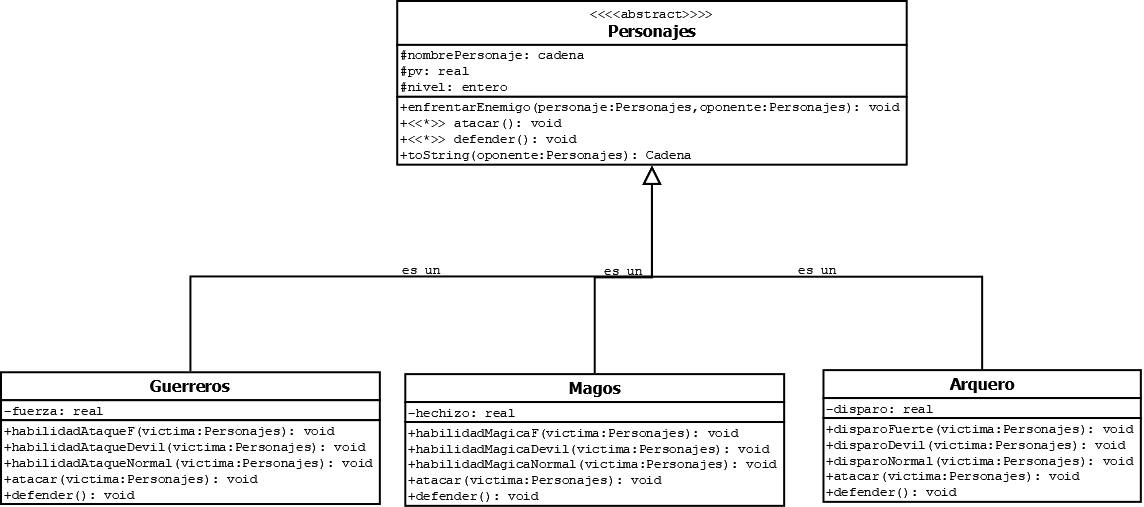 <<<<abstract>>>>
Personajes
#nombrePersonaje: cadena
#pv: real
#nivel: entero
+enfrentarEnemigo(personaje:Personajes,oponente:Personajes): void
+<<*>> atacar(): void
+<<*>> defender(): void
+toString(oponente:Personajes): Cadena
es un
es un
es un
Guerreros
-fuerza: real
+habilidadAtaqueF(victima:Personajes): void
+habilidadAtaqueDevil(victima:Personajes): void
+habilidadAtaqueNormal(victima:Personajes): void
+atacar(victima:Personajes): void
+defender(): void
Magos
-hechizo: real
+habilidadMagicaF(victima:Personajes): void
+habilidadMagicaDevil(victima:Personajes): void
+habilidadMagicaNormal(victima:Personajes): void
+atacar(victima:Personajes): void
+defender(): void
Arquero
-disparo: real
+disparoFuerte(victima:Personajes): void
+disparoDevil(victima:Personajes): void
+disparoNormal(victima:Personajes): void
+atacar(victima:Personajes): void
+defender(): void